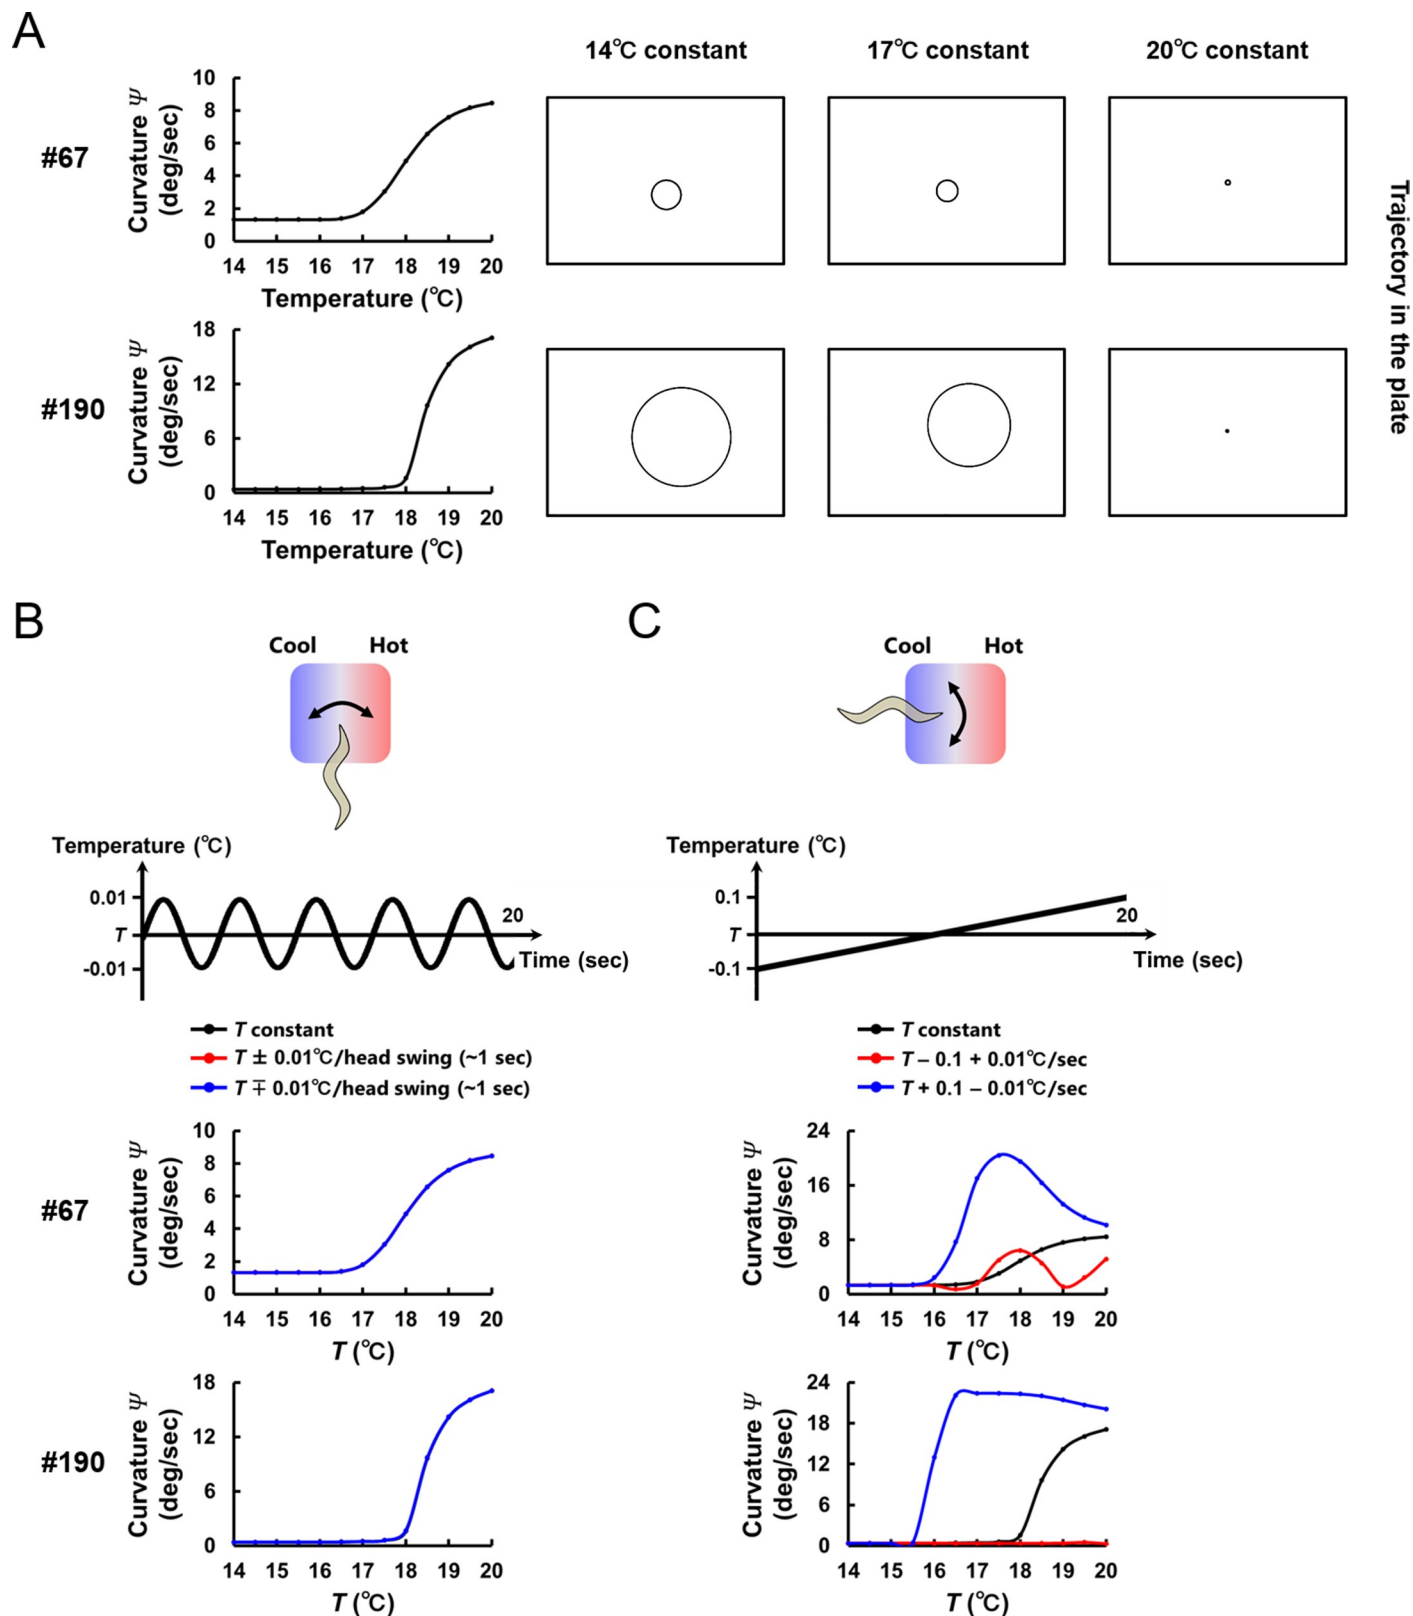 A
14℃ constant
17℃ constant
20℃ constant
#67
Curvature Ψ
(deg/sec)
10
8
6
4
2
0
14 15 16 17 18 19 20
Temperature (℃)
#190
Curvature Ψ
(deg/sec)
18
12
6
0
14 15 16 17 18 19 20
Temperature (℃)
Trajectory in the plate
B
Cool Hot
Temperature (℃)
0.01
T
-0.01
20
Time (sec)
T constant
T ± 0.01℃/head swing (~1 sec)
T ∓ 0.01℃/head swing (~1 sec)
#67
Curvature Ψ
(deg/sec)
10
8
6
4
2
0
14 15 16 17 18 19 20
T (℃)
#190
Curvature Ψ
(deg/sec)
18
12
6
0
14 15 16 17 18 19 20
T (℃)
C
Cool Hot
Temperature (℃)
0.1
T
-0.1
20
Time (sec)
T constant
T – 0.1 + 0.01℃/sec
T + 0.1 – 0.01℃/sec
Curvature Ψ
(deg/sec)
24
16
8
0
14 15 16 17 18 19 20
T (℃)
Curvature Ψ
(deg/sec)
24
18
12
6
0
14 15 16 17 18 19 20
T (℃)